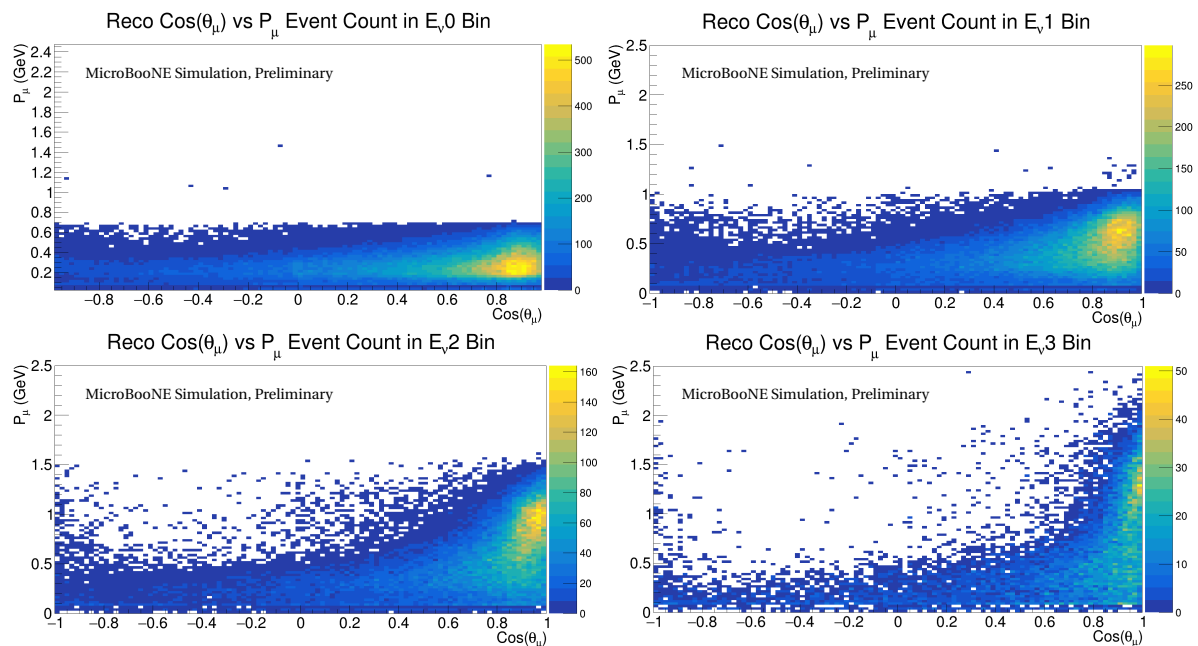 Reco Cos(θμ) vs Pμ Event Count in Eν0 Bin
Pμ (GeV)
2.4
2.2
2
1.8
1.6
1.4
1.2
1
0.8
0.6
0.4
0.2
MicroBooNE Simulation, Preliminary
500
400
300
200
100
0
−0.8 −0.6 −0.4 −0.2 0 0.2 0.4 0.6 0.8
Cos(θμ)
Reco Cos(θμ) vs Pμ Event Count in Eν1 Bin
Pμ (GeV)
2.5
2
1.5
1
0.5
0
MicroBooNE Simulation, Preliminary
250
200
150
100
50
0
−1 −0.8 −0.6 −0.4 −0.2 0 0.2 0.4 0.6 0.8 1
Cos(θμ)
Reco Cos(θμ) vs Pμ Event Count in Eν2 Bin
Pμ (GeV)
2.5
2
1.5
1
0.5
0
MicroBooNE Simulation, Preliminary
160
140
120
100
80
60
40
20
0
−1 −0.8 −0.6 −0.4 −0.2 0 0.2 0.4 0.6 0.8 1
Cos(θμ)
Reco Cos(θμ) vs Pμ Event Count in Eν3 Bin
Pμ (GeV)
2.5
2
1.5
1
0.5
0
MicroBooNE Simulation, Preliminary
50
40
30
20
10
0
−1 −0.8 −0.6 −0.4 −0.2 0 0.2 0.4 0.6 0.8 1
Cos(θμ)